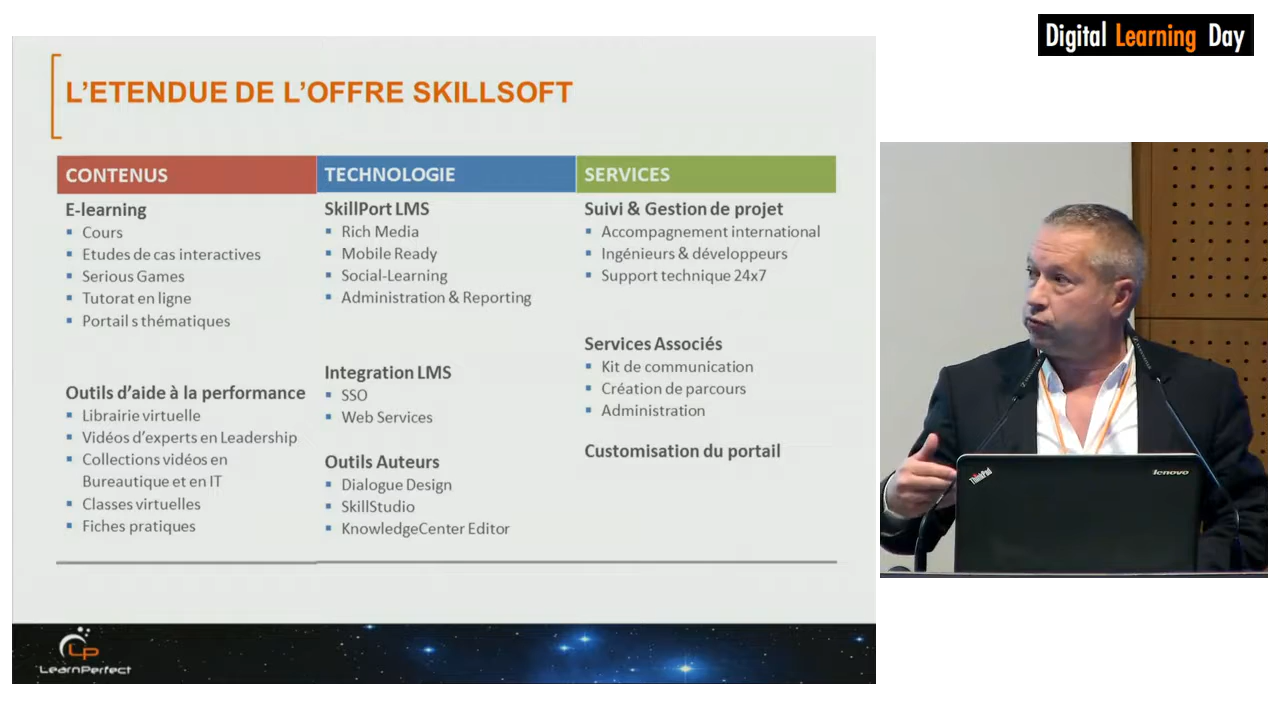 Digital Learning Day
L'ETENDUE DE L'OFFRE SKILLSOFT
CONTENUS
E-learning
Cours
Etudes de cas interactives
Serious Games
Tutorat en ligne
Portail s thématiques
Outils d'aide à la performance
Librairie virtuelle
Vidéos d'experts en Leadership
Collections vidéos en
Bureautique et en IT
Classes virtuelles
Fiches pratiques
TECHNOLOGIE
SkillPort LMS
Rich Media
Mobile Ready
Social-Learning
Administration & Reporting
Integration LMS
SSO
Web Services
Outils Auteurs
Dialogue Design
SkillStudio
KnowledgeCenter Editor
SERVICES
Suivi & Gestion de projet
Accompagnement international
Ingénieurs & développeurs
Support technique 24x7
Services Associés
Kit de communication
Création de parcours
Administration
Customisation du portail
ThinkPad
lenovo
LP
LearnPerfect